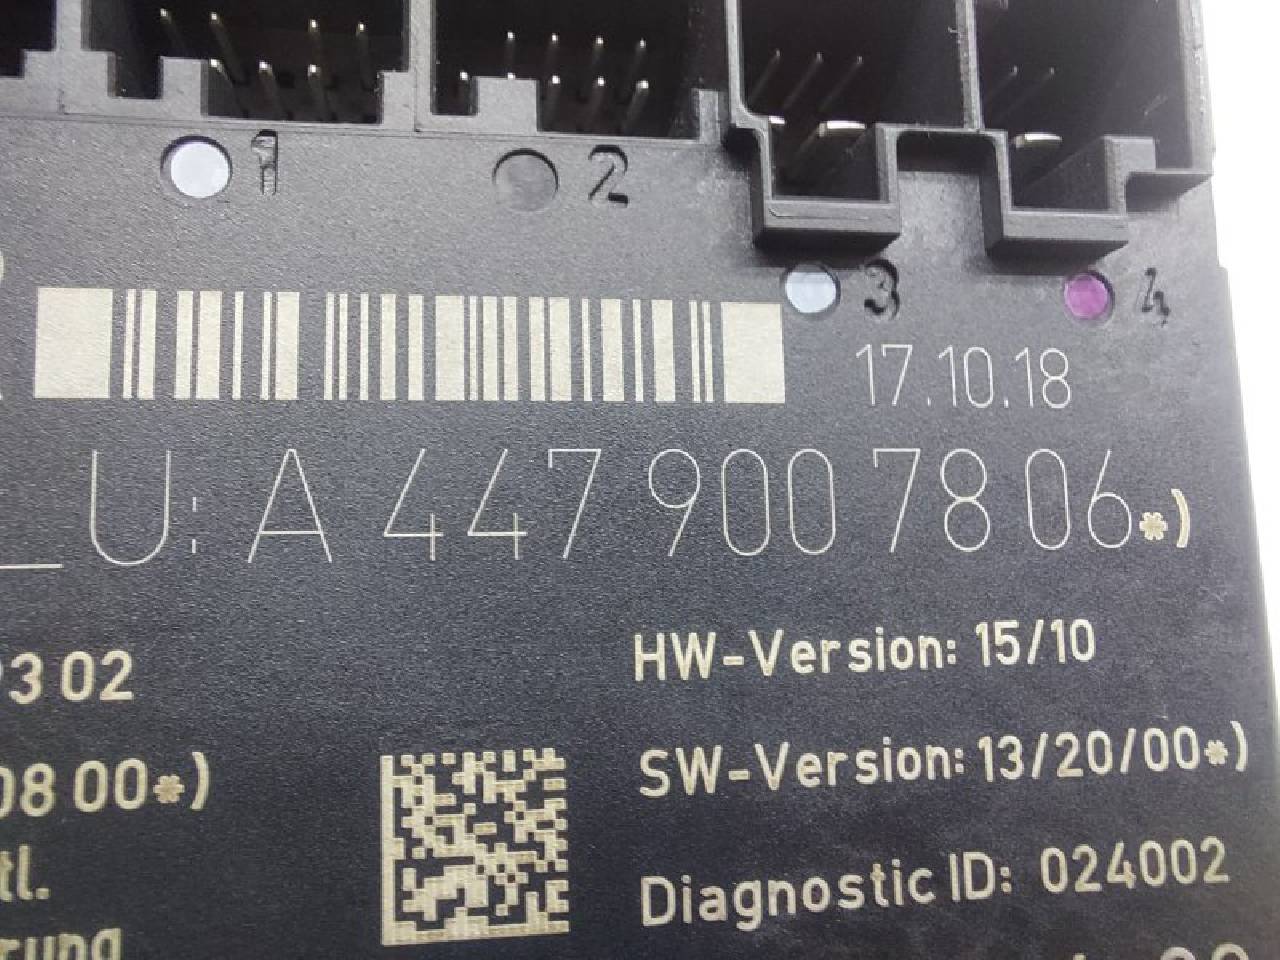 1 2
3 4
17.10.18
U: A 447 900 78 06*)
HW-Version: 15/10
3 02
SW-Version: 13/20/00*)
08 00*)
tl.
Diagnostic ID: 024002
rung